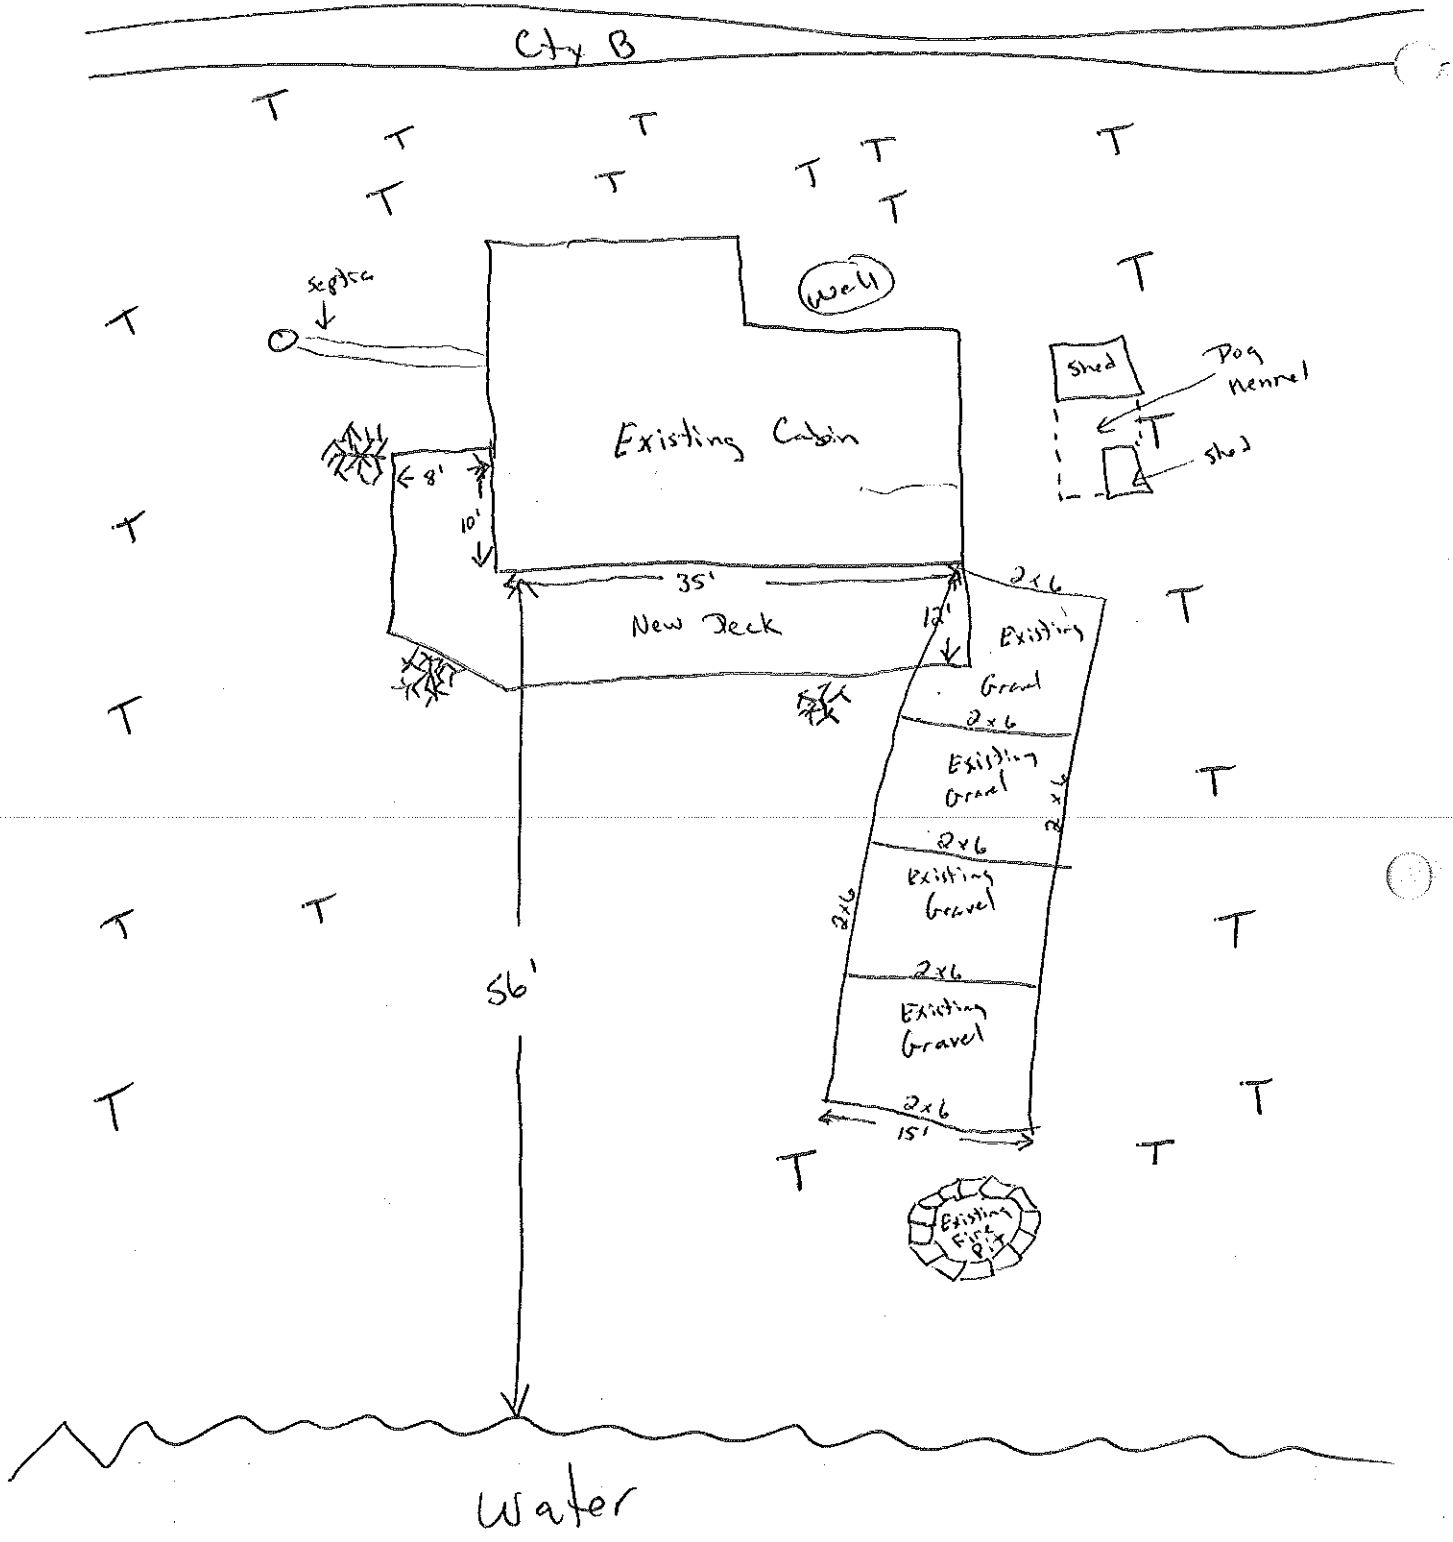 City B
T
T
T
T
T
T
T
T
T
T
septic
well
T
shed
Dog
Kennel
T
Existing Cabin
shed
8'
10'
T
35'
2x6
12'
New Deck
Existing
Gravel
T
T
2x6
Existing
Gravel
2x6
T
2x6
Existing
Gravel
2x6
T
T
T
56'
2x6
Existing
Gravel
T
T
2x6
15'
T
T
Existing
Fire
Pit
Water